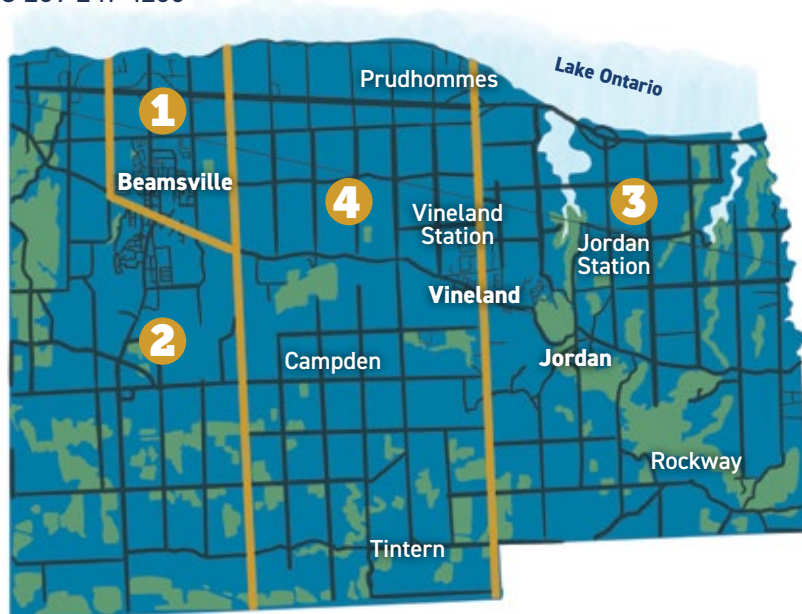 Prudhommes
Lake Ontario
1
Beamsville
4
3
Vineland
Station
Jordan
Station
Vineland
2
Campden
Jordan
Rockway
Tintern